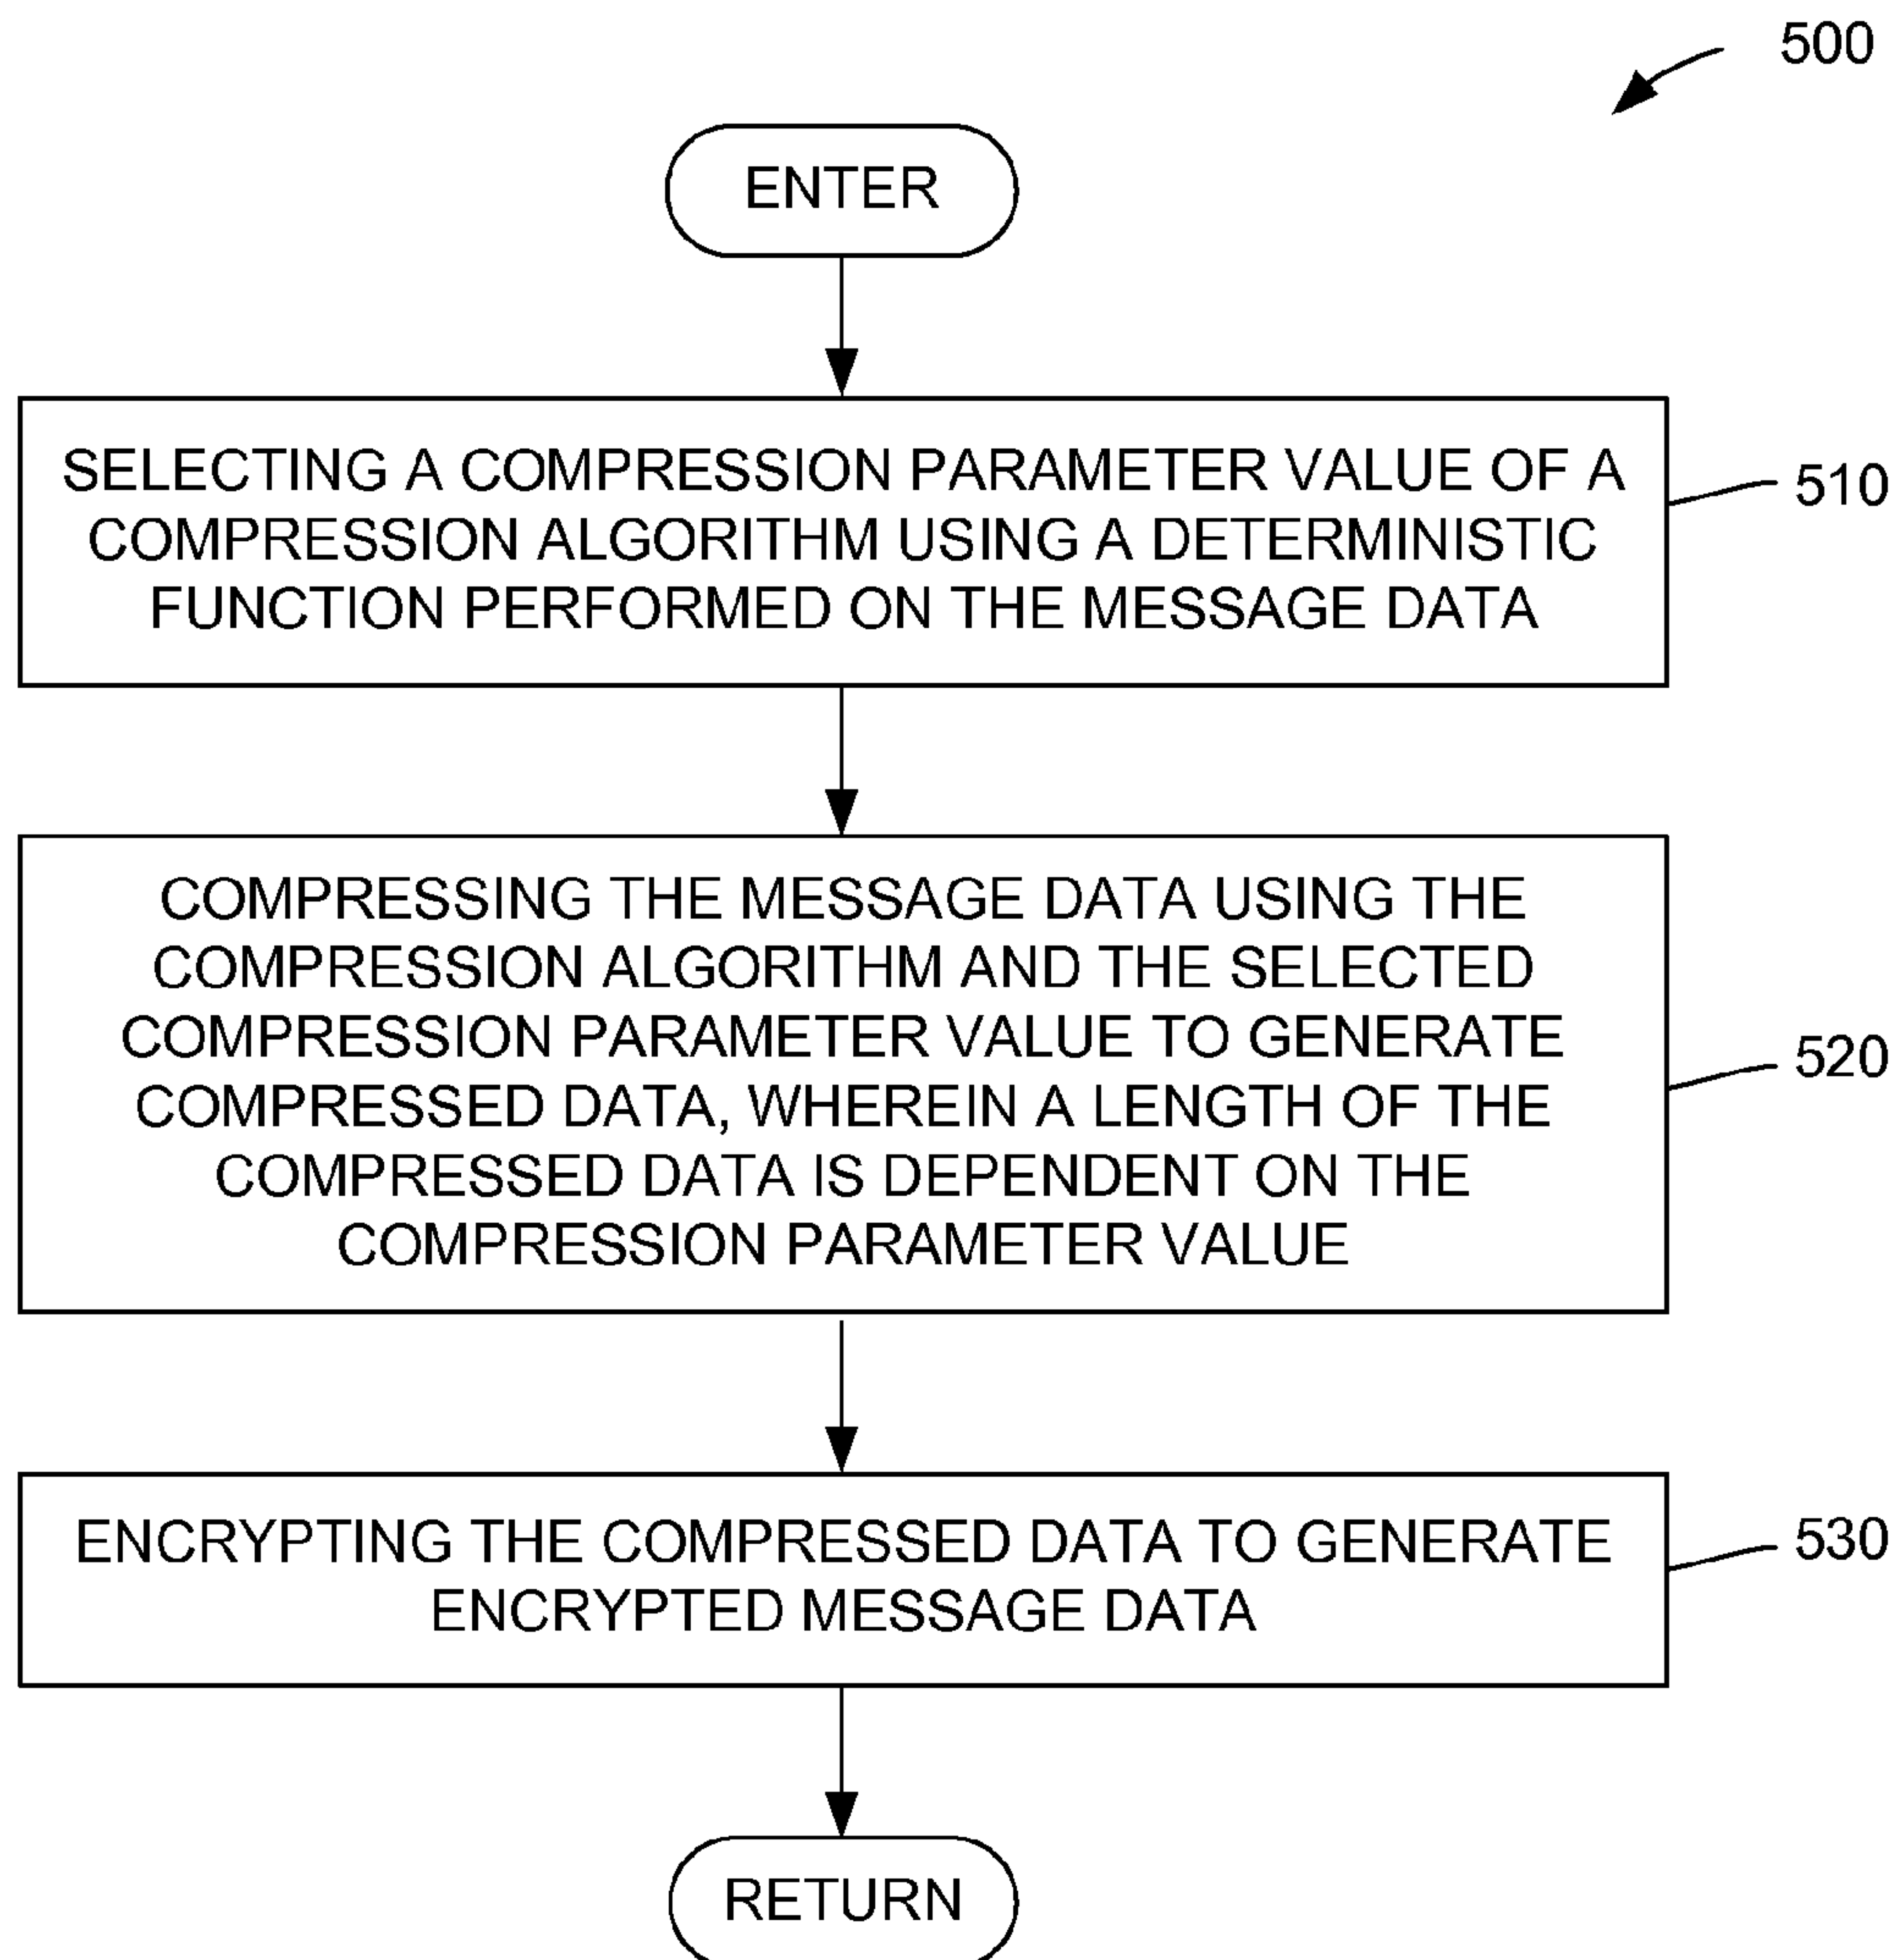 500
ENTER
SELECTING A COMPRESSION PARAMETER VALUE OF A
COMPRESSION ALGORITHM USING A DETERMINISTIC
FUNCTION PERFORMED ON THE MESSAGE DATA
510
COMPRESSING THE MESSAGE DATA USING THE
COMPRESSION ALGORITHM AND THE SELECTED
COMPRESSION PARAMETER VALUE TO GENERATE
COMPRESSED DATA, WHEREIN A LENGTH OF THE
COMPRESSED DATA IS DEPENDENT ON THE
COMPRESSION PARAMETER VALUE
520
ENCRYPTING THE COMPRESSED DATA TO GENERATE
ENCRYPTED MESSAGE DATA
530
RETURN